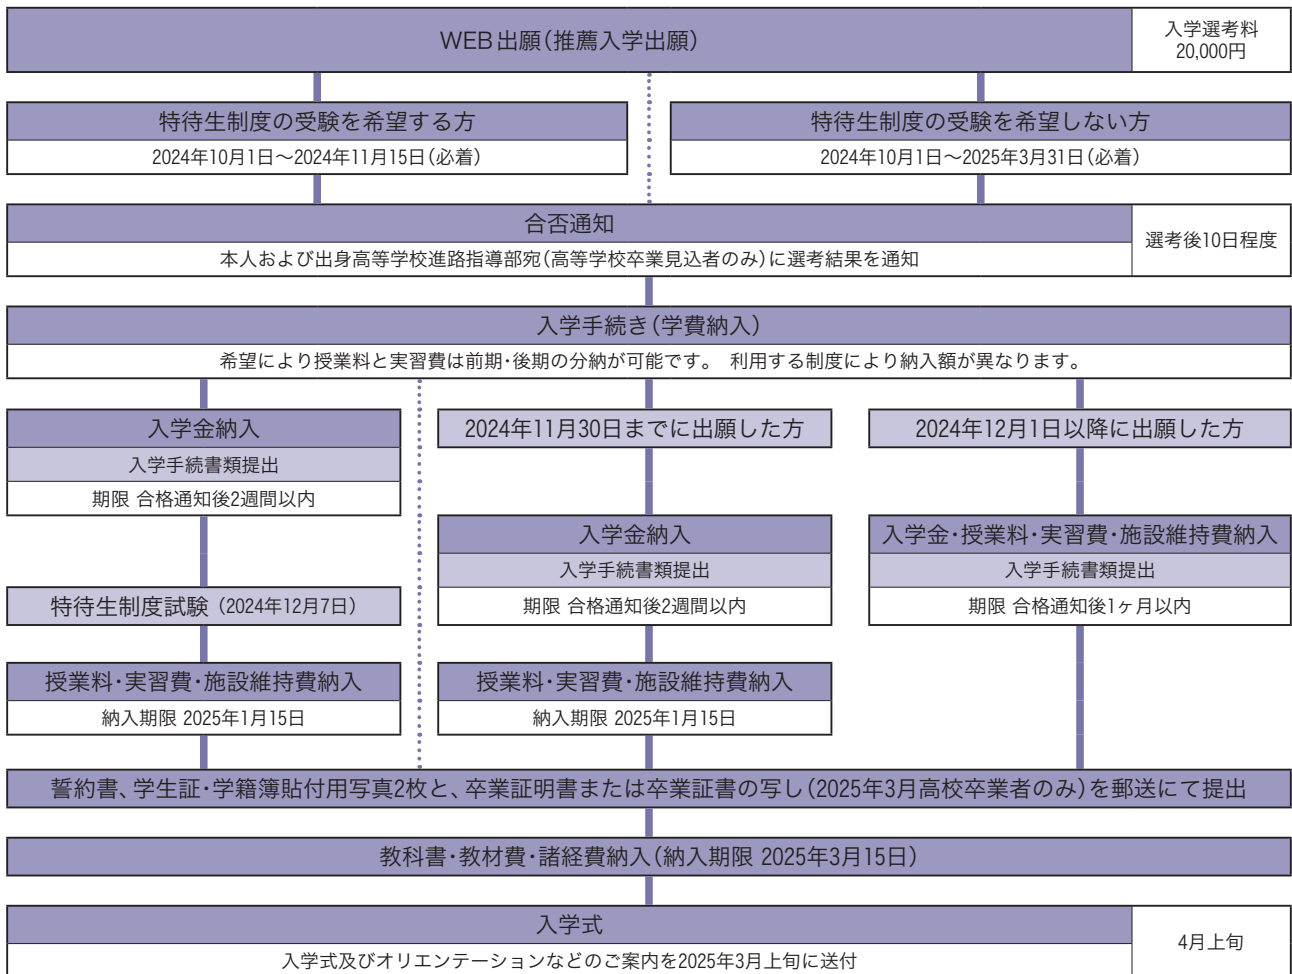 WEB出願(推薦入学出願)
入学選考料
20,000円
特待生制度の受験を希望する方
2024年10月1日～2024年11月15日(必着)
特待生制度の受験を希望しない方
2024年10月1日～2025年3月31日(必着)
合否通知
本人および出身高等学校進路指導部宛(高等学校卒業見込者のみ)に選考結果を通知
選考後10日程度
入学手続き(学費納入)
希望により授業料と実習費は前期・後期の分納が可能です。 利用する制度により納入額が異なります。
入学金納入
入学手続書類提出
期限 合格通知後2週間以内
特待生制度試験(2024年12月7日)
授業料・実習費・施設維持費納入
納入期限 2025年1月15日
2024年11月30日までに出願した方
入学金納入
入学手続書類提出
期限 合格通知後2週間以内
授業料・実習費・施設維持費納入
納入期限 2025年1月15日
2024年12月1日以降に出願した方
入学金・授業料・実習費・施設維持費納入
入学手続書類提出
期限 合格通知後1ヶ月以内
誓約書、学生証・学籍簿貼付用写真2枚と、卒業証明書または卒業証書の写し(2025年3月高校卒業者のみ)を郵送にて提出
教科書・教材費・諸経費納入(納入期限 2025年3月15日)
入学式
入学式及びオリエンテーションなどのご案内を2025年3月上旬に送付
4月上旬